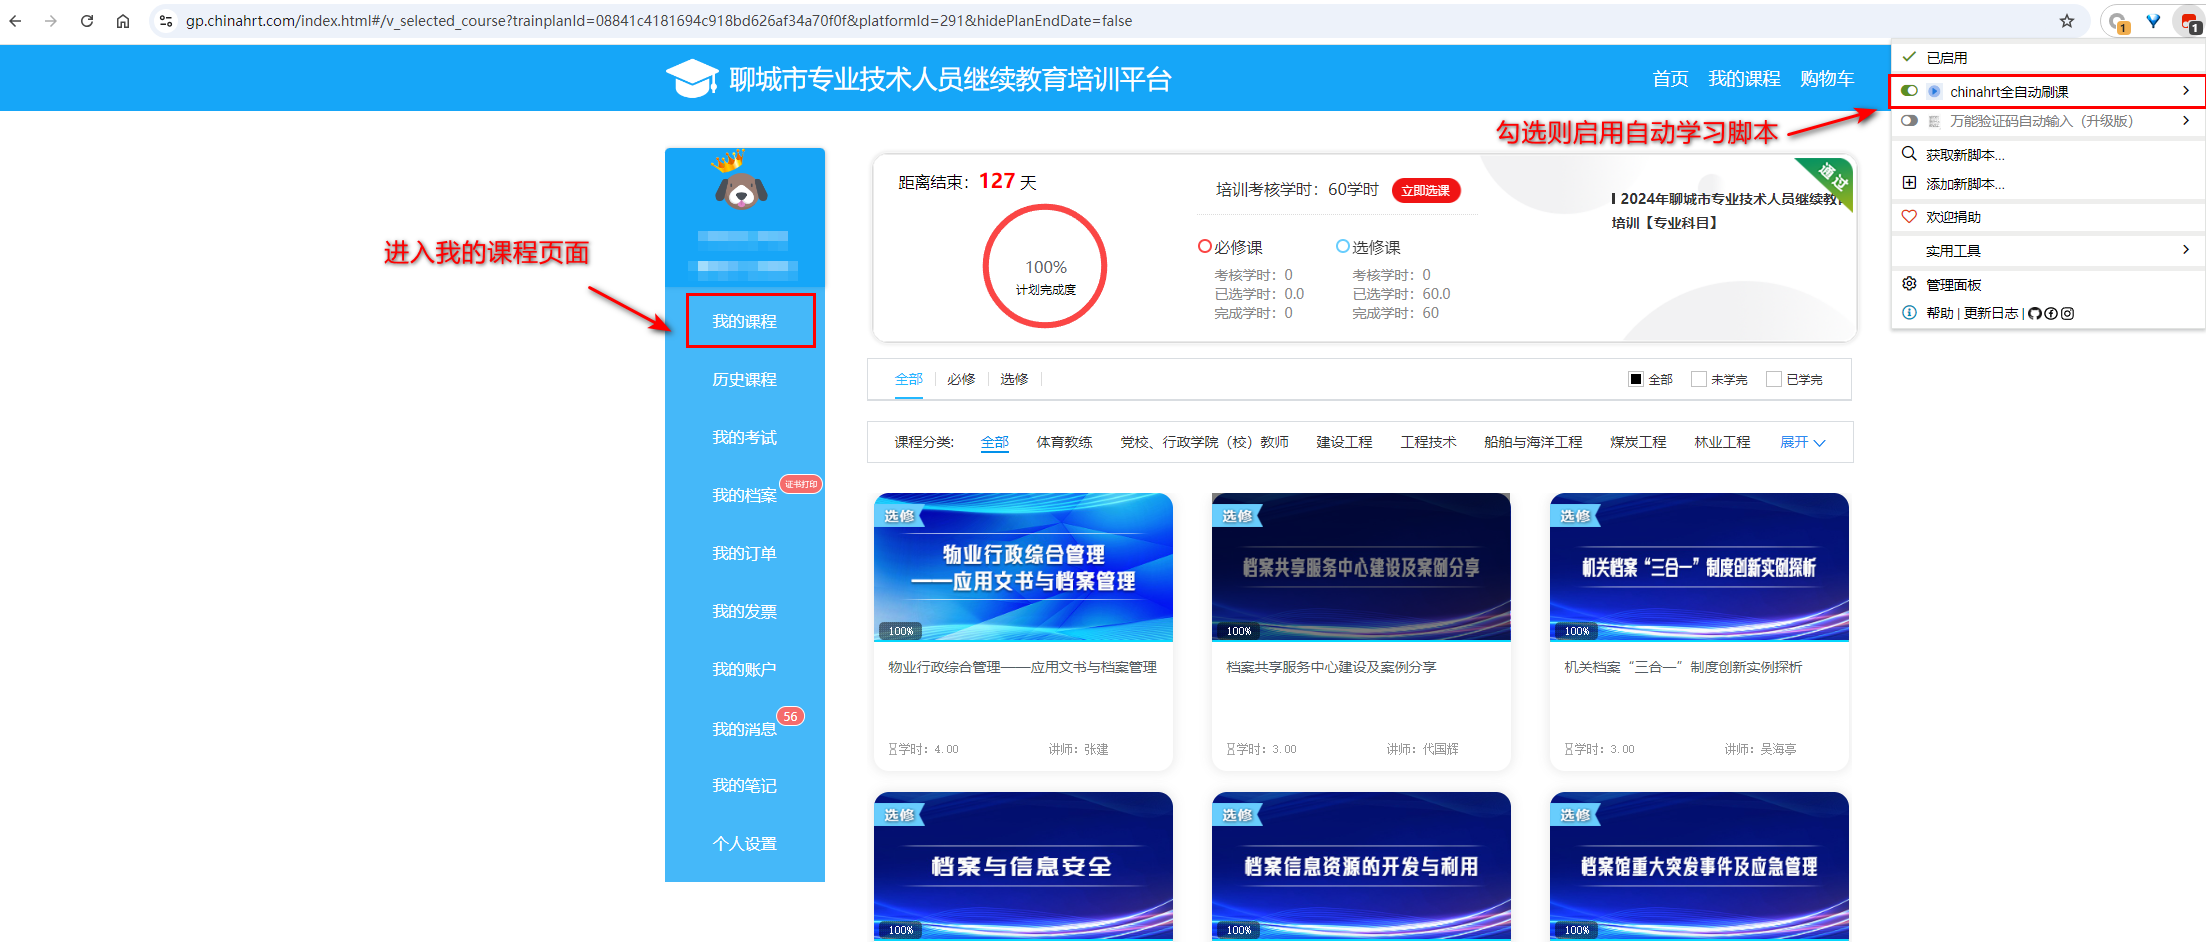 gp.chinahrt.com/index.html#/v_selected_course?trainplanId=08841c4181694c918bd626af34a70f0f&platformId=291&hidePlanEndDate=false
1
1
已启用
chinahrt全自动刷课
万能验证码自动输入（升级版）
获取新脚本...
添加新脚本...
欢迎捐助
实用工具
管理面板
帮助 | 更新日志 |
聊城市专业技术人员继续教育培训平台
首页 我的课程 购物车
勾选则启用自动学习脚本
进入我的课程页面
我的课程
历史课程
我的考试
我的档案
证书打印
我的订单
我的发票
我的账户
我的消息
56
我的笔记
个人设置
距离结束：127 天
100%
计划完成度
培训考核学时：60学时 立即选课
必修课
考核学时：0
已选学时：0.0
完成学时：0
选修课
考核学时：0
已选学时：60.0
完成学时：60
通过
2024年聊城市专业技术人员继续教
培训【专业科目】
全部 必修 选修
全部 未学完 已学完
课程分类: 全部 体育教练 党校、行政学院（校）教师 建设工程 工程技术 船舶与海洋工程 煤炭工程 林业工程 展开
选修
物业行政综合管理
——应用文书与档案管理
100%
物业行政综合管理——应用文书与档案管理
学时：4.00 讲师：张建
选修
档案共享服务中心建设及案例分享
100%
档案共享服务中心建设及案例分享
学时：3.00 讲师：代国辉
选修
机关档案“三合一”制度创新实例探析
100%
机关档案“三合一”制度创新实例探析
学时：3.00 讲师：吴海亭
选修
档案与信息安全
100%
选修
档案信息资源的开发与利用
100%
选修
档案馆重大突发事件及应急管理
100%